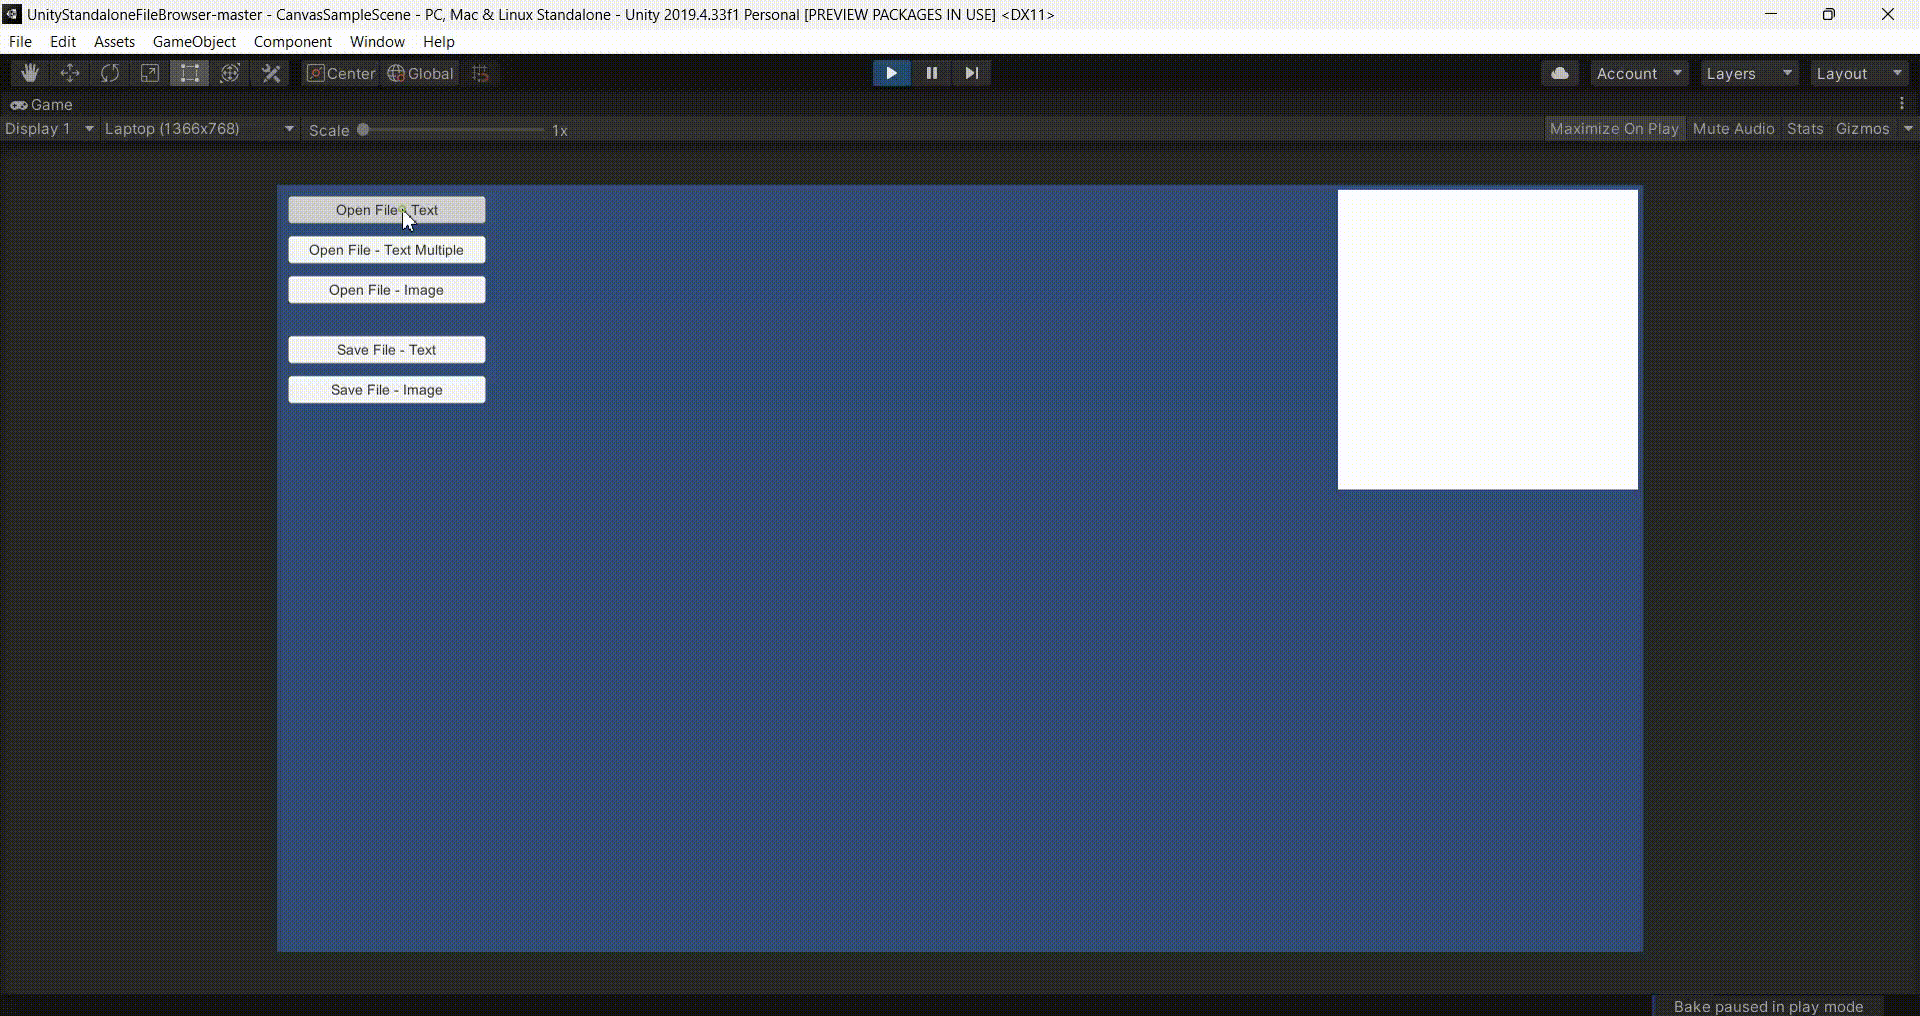 UnityStandaloneFileBrowser-master - CanvasSampleScene - PC, Mac & Linux Standalone - Unity 2019.4.33f1 Personal [PREVIEW PACKAGES IN USE] <DX11>
File Edit Assets GameObject Component Window Help
Center Global Account Layers Layout
Game
Display 1 Laptop (1366x768) Scale 1x Maximize On Play Mute Audio Stats Gizmos
Open File - Text
Open File - Text Multiple
Open File - Image
Save File - Text
Save File - Image
Bake paused in play mode